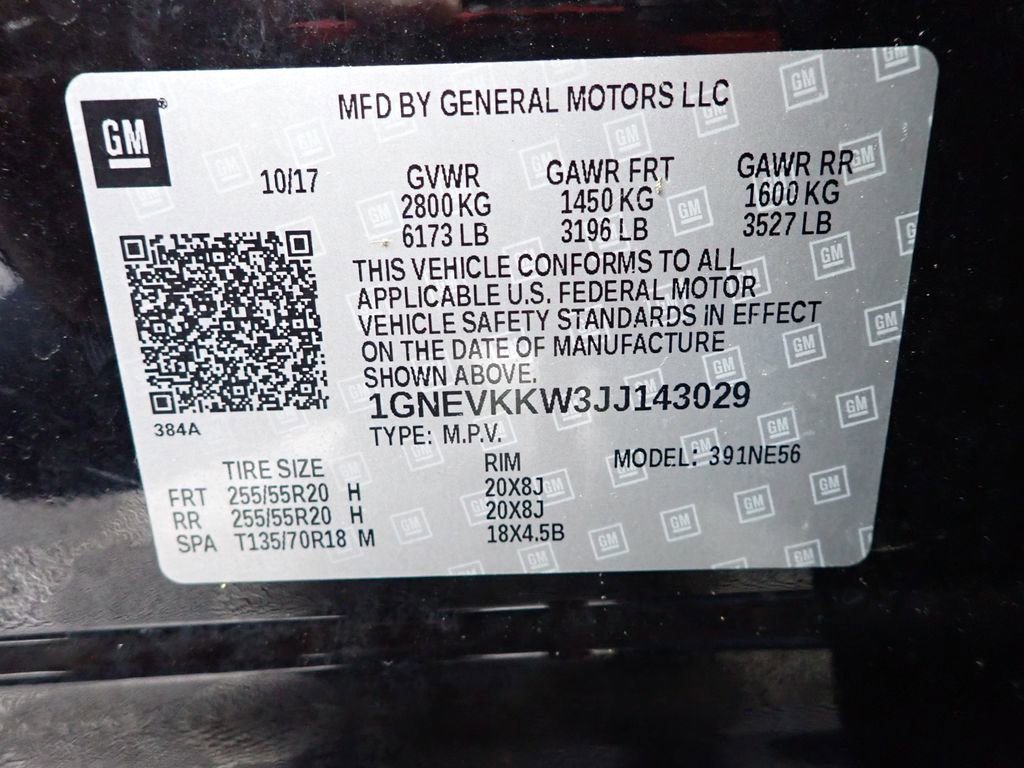 GM
MFD BY GENERAL MOTORS LLC
10/17
GVWR GAWR FRT GAWR RR
2800 KG 1450 KG 1600 KG
6173 LB 3196 LB 3527 LB
THIS VEHICLE CONFORMS TO ALL
APPLICABLE U.S. FEDERAL MOTOR
VEHICLE SAFETY STANDARDS IN EFFECT
ON THE DATE OF MANUFACTURE
SHOWN ABOVE.
1GNEVKKW3JJ143029
384A
TYPE: M.P.V.
TIRE SIZE RIM MODEL: 391NE56
FRT 255/55R20 H 20X8J
RR 255/55R20 H 20X8J
SPA T135/70R18 M 18X4.5B